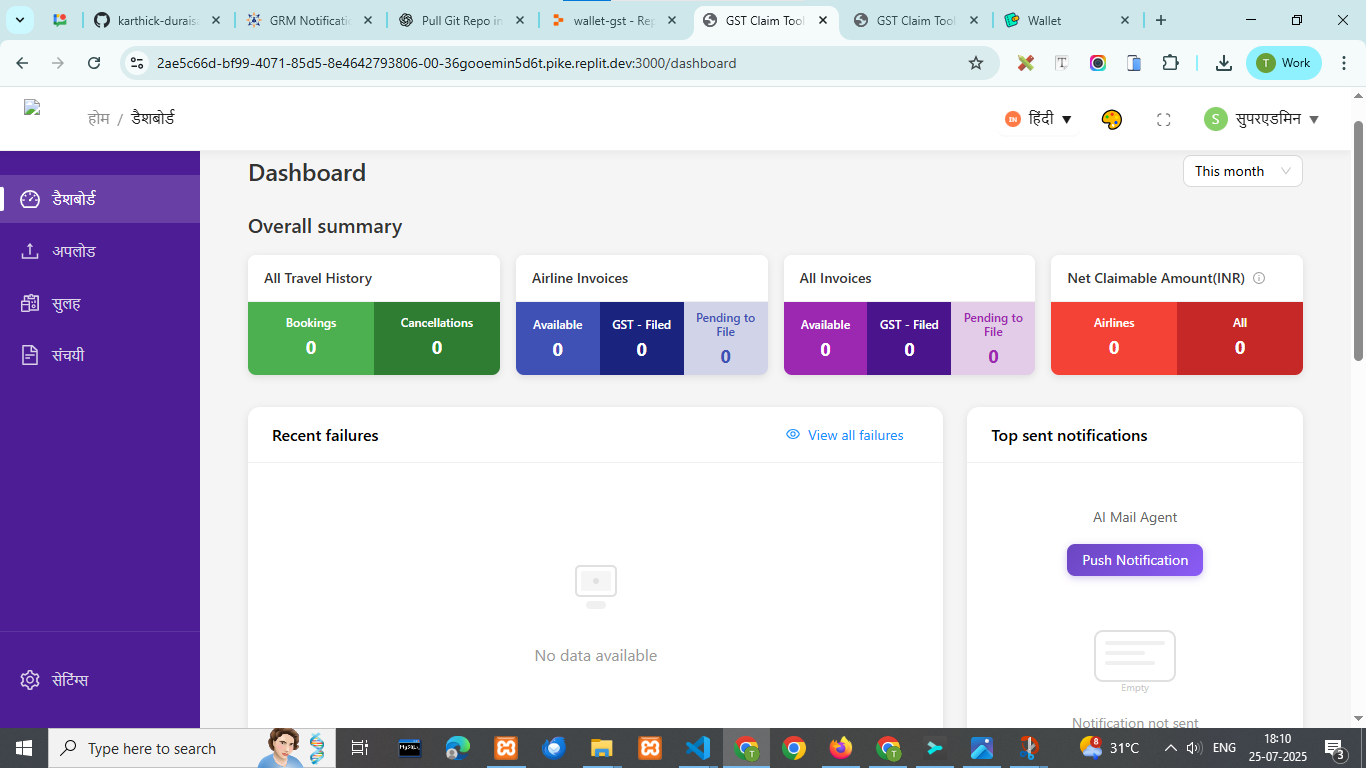 karthick-durais
GRM Notificati
Pull Git Repo in
wallet-gst - Rep
GST Claim Tool
GST Claim Tool
Wallet
2ae5c66d-bf99-4071-85d5-8e4642793806-00-36gooemin5d6t.pike.replit.dev:3000/dashboard
T Work
होम / डैशबोर्ड
EN हिंदी
S सुपरएडमिन
डैशबोर्ड
अपलोड
सुलह
संचयी
सेटिंग्स
Dashboard
This month
Overall summary
All Travel History
Bookings
0
Cancellations
0
Airline Invoices
Available
0
GST - Filed
0
Pending to
File
0
All Invoices
Available
0
GST - Filed
0
Pending to
File
0
Net Claimable Amount(INR)
Airlines
0
All
0
Recent failures
View all failures
No data available
Top sent notifications
AI Mail Agent
Push Notification
Empty
Notification not sent
Type here to search
MySQL
8
31°C
ENG
18:10
25-07-2025
3